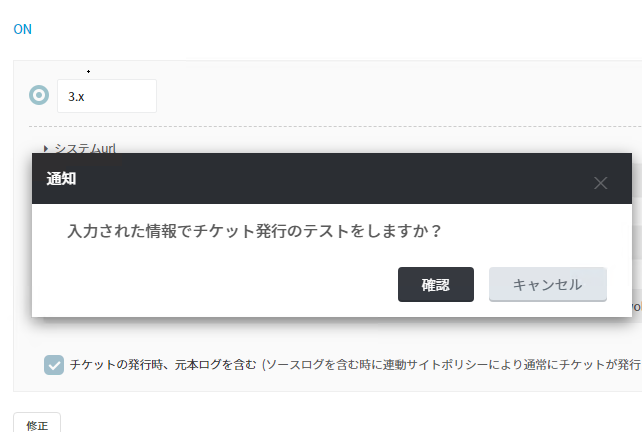 ON
3.x
システムurl
通知
入力された情報でチケット発行のテストをしますか？
確認
キャンセル
チケットの発行時、元本ログを含む (ソースログを含む時に連動サイトポリシーにより通常にチケットが発行
修正